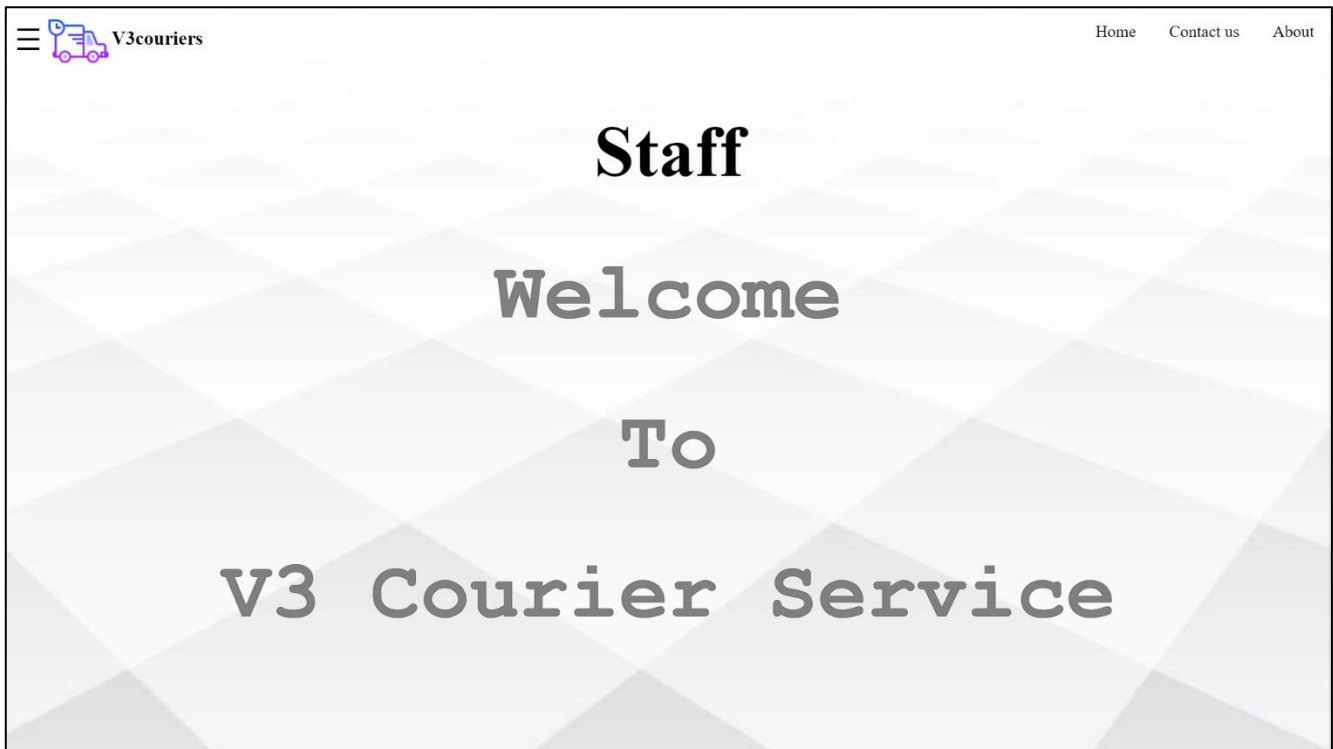 V3couriers
Home Contact us About
Staff
Welcome
To
V3 Courier Service